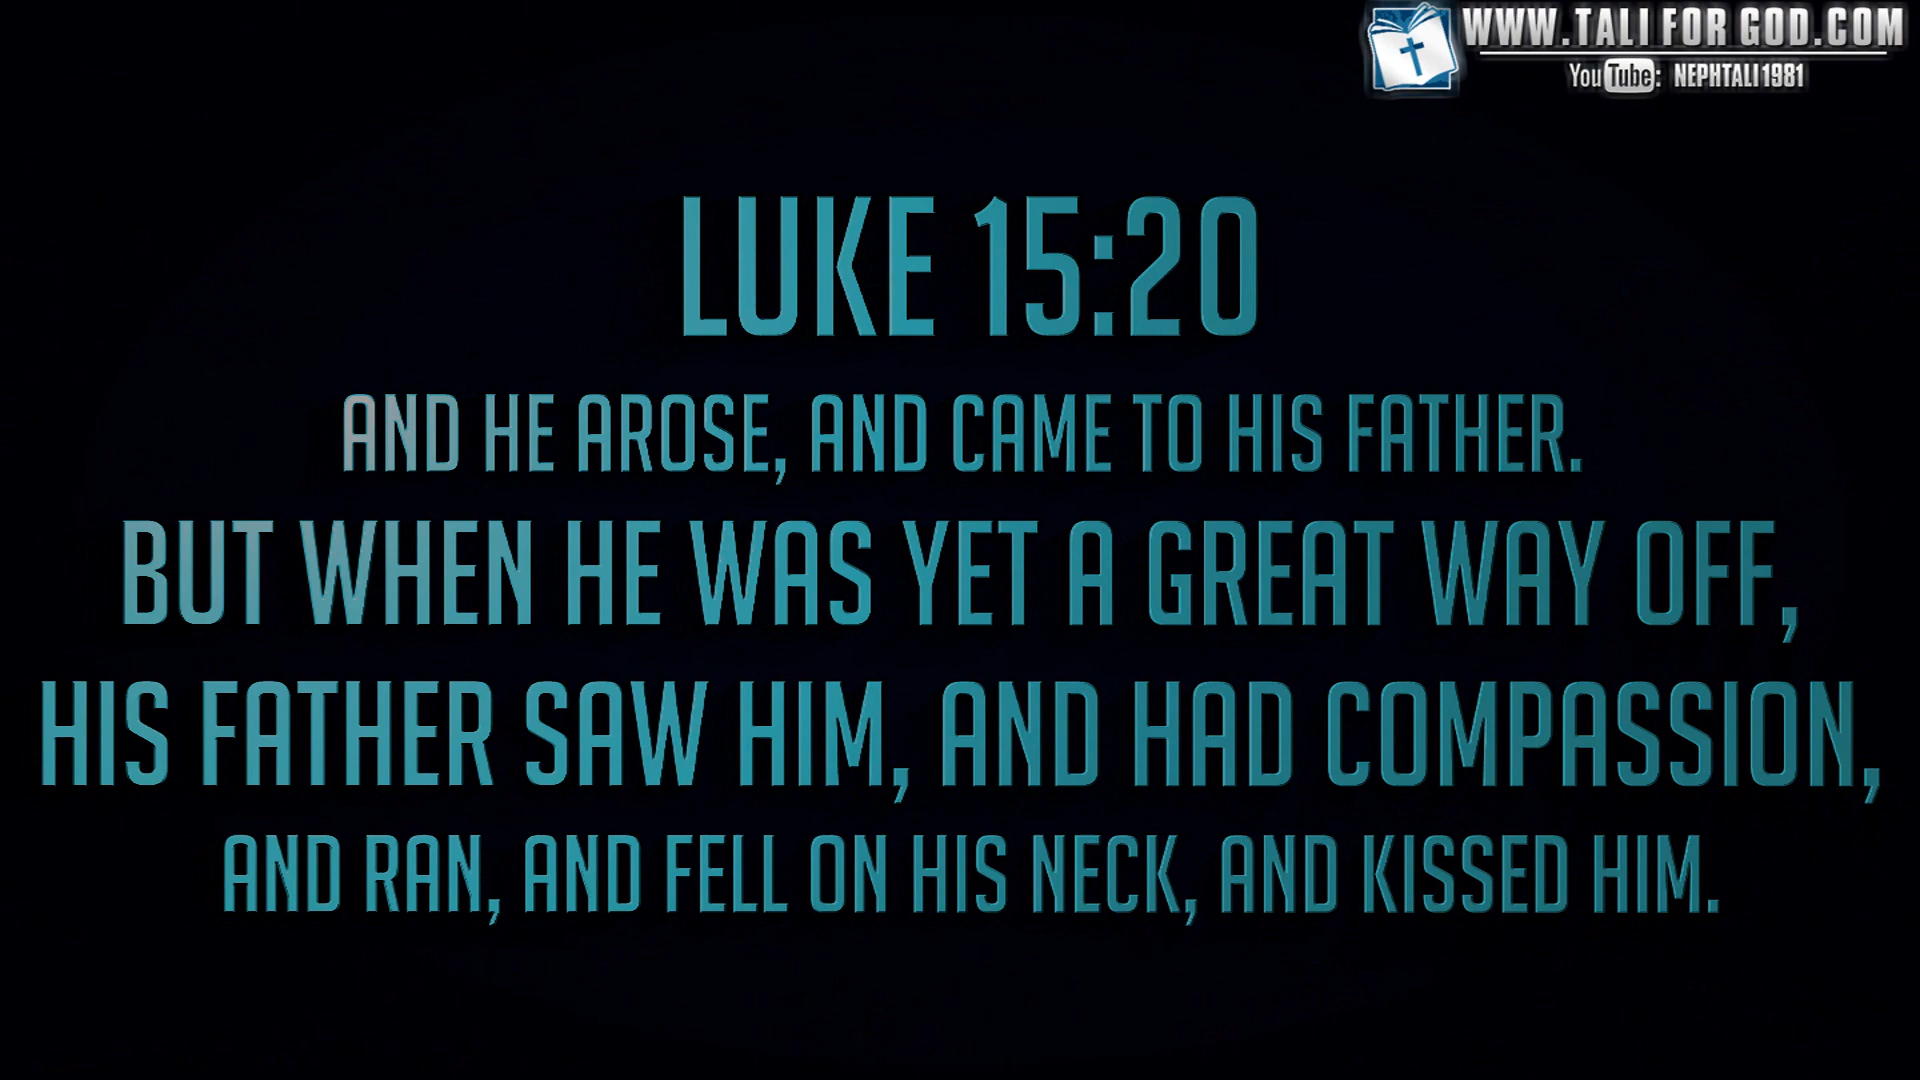 WWW.TALI FOR GOD.COM
YouTube: NEPHTALI1981
LUKE 15:20
AND HE AROSE, AND CAME TO HIS FATHER.
BUT WHEN HE WAS YET A GREAT WAY OFF,
HIS FATHER SAW HIM, AND HAD COMPASSION,
AND RAN, AND FELL ON HIS NECK, AND KISSED HIM.